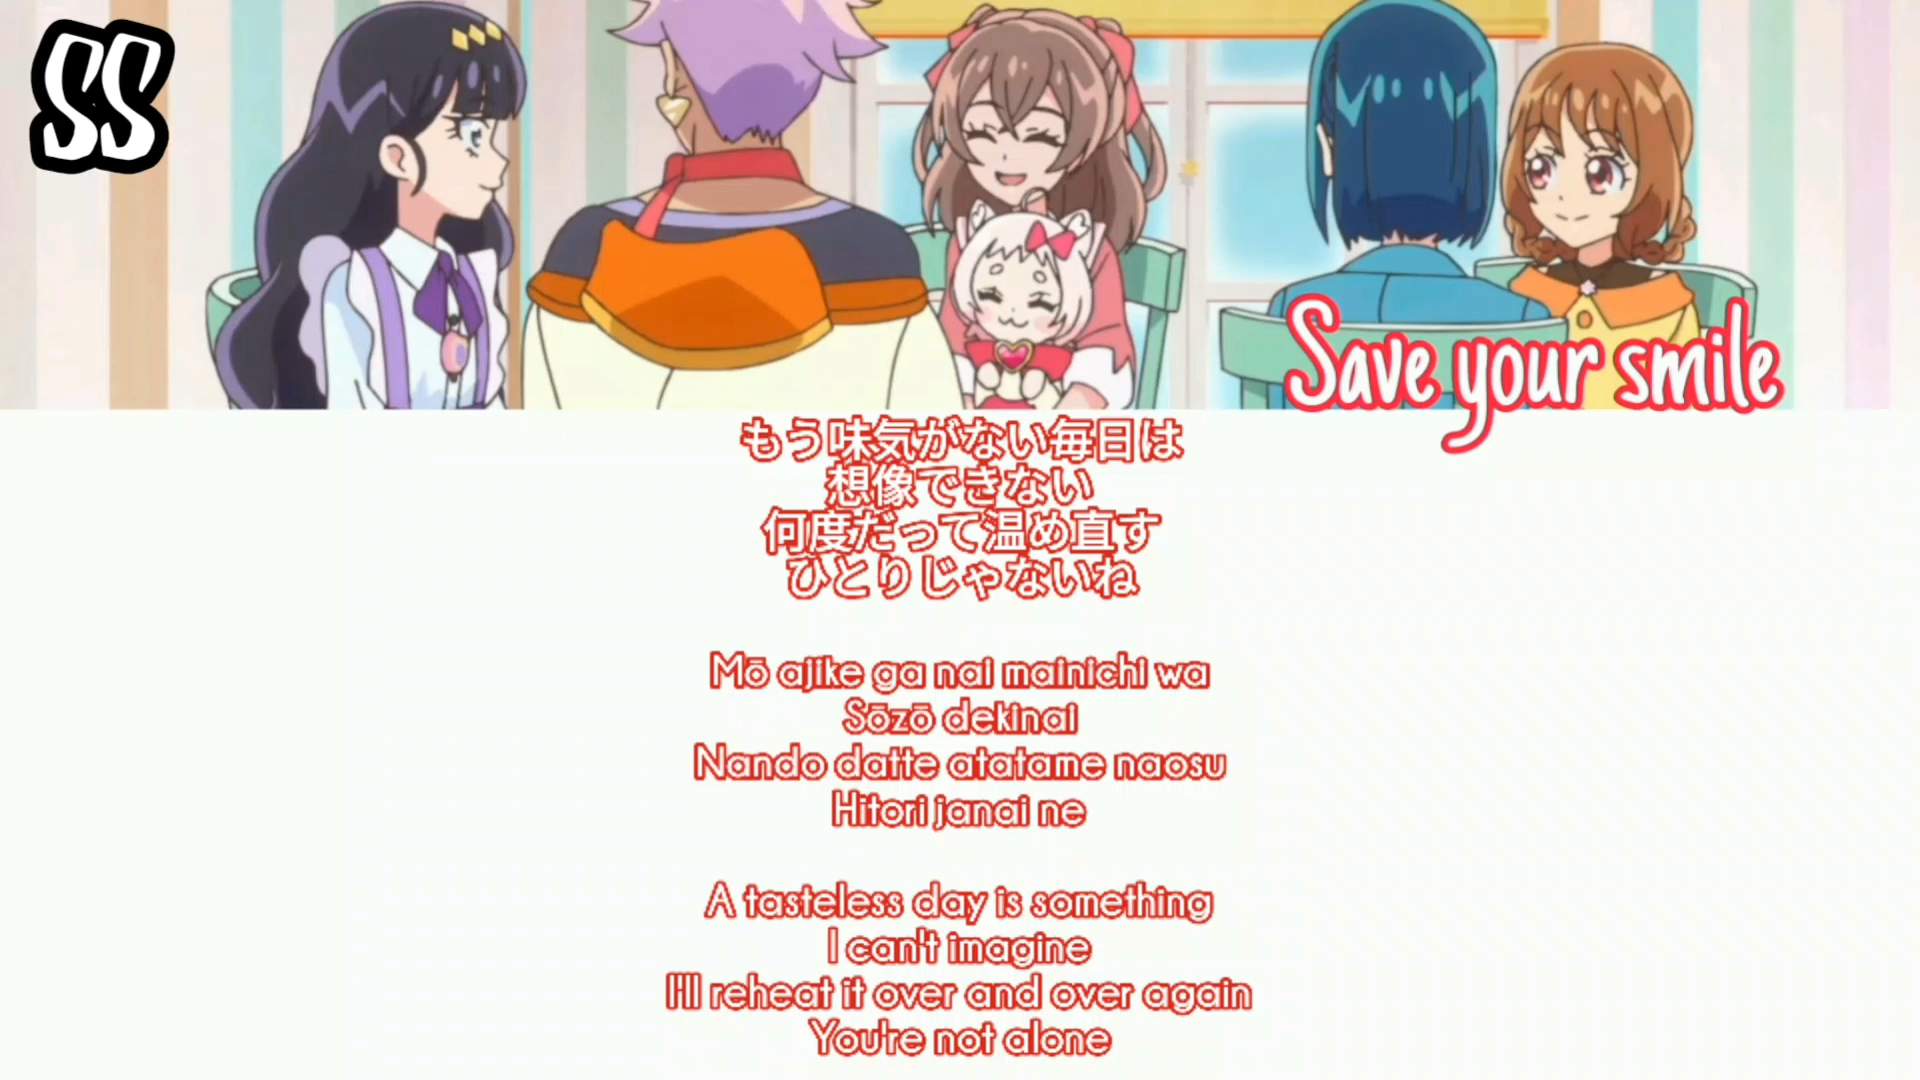 SS
Save your smile
もう味気がない毎日は
想像できない
何度だって温め直す
ひとりじゃないね
Mō ajike ga nai mainichi wa
Sōzō dekinai
Nando datte atatame naosu
Hitori janai ne
A tasteless day is something
I can't imagine
I'll reheat it over and over again
You're not alone